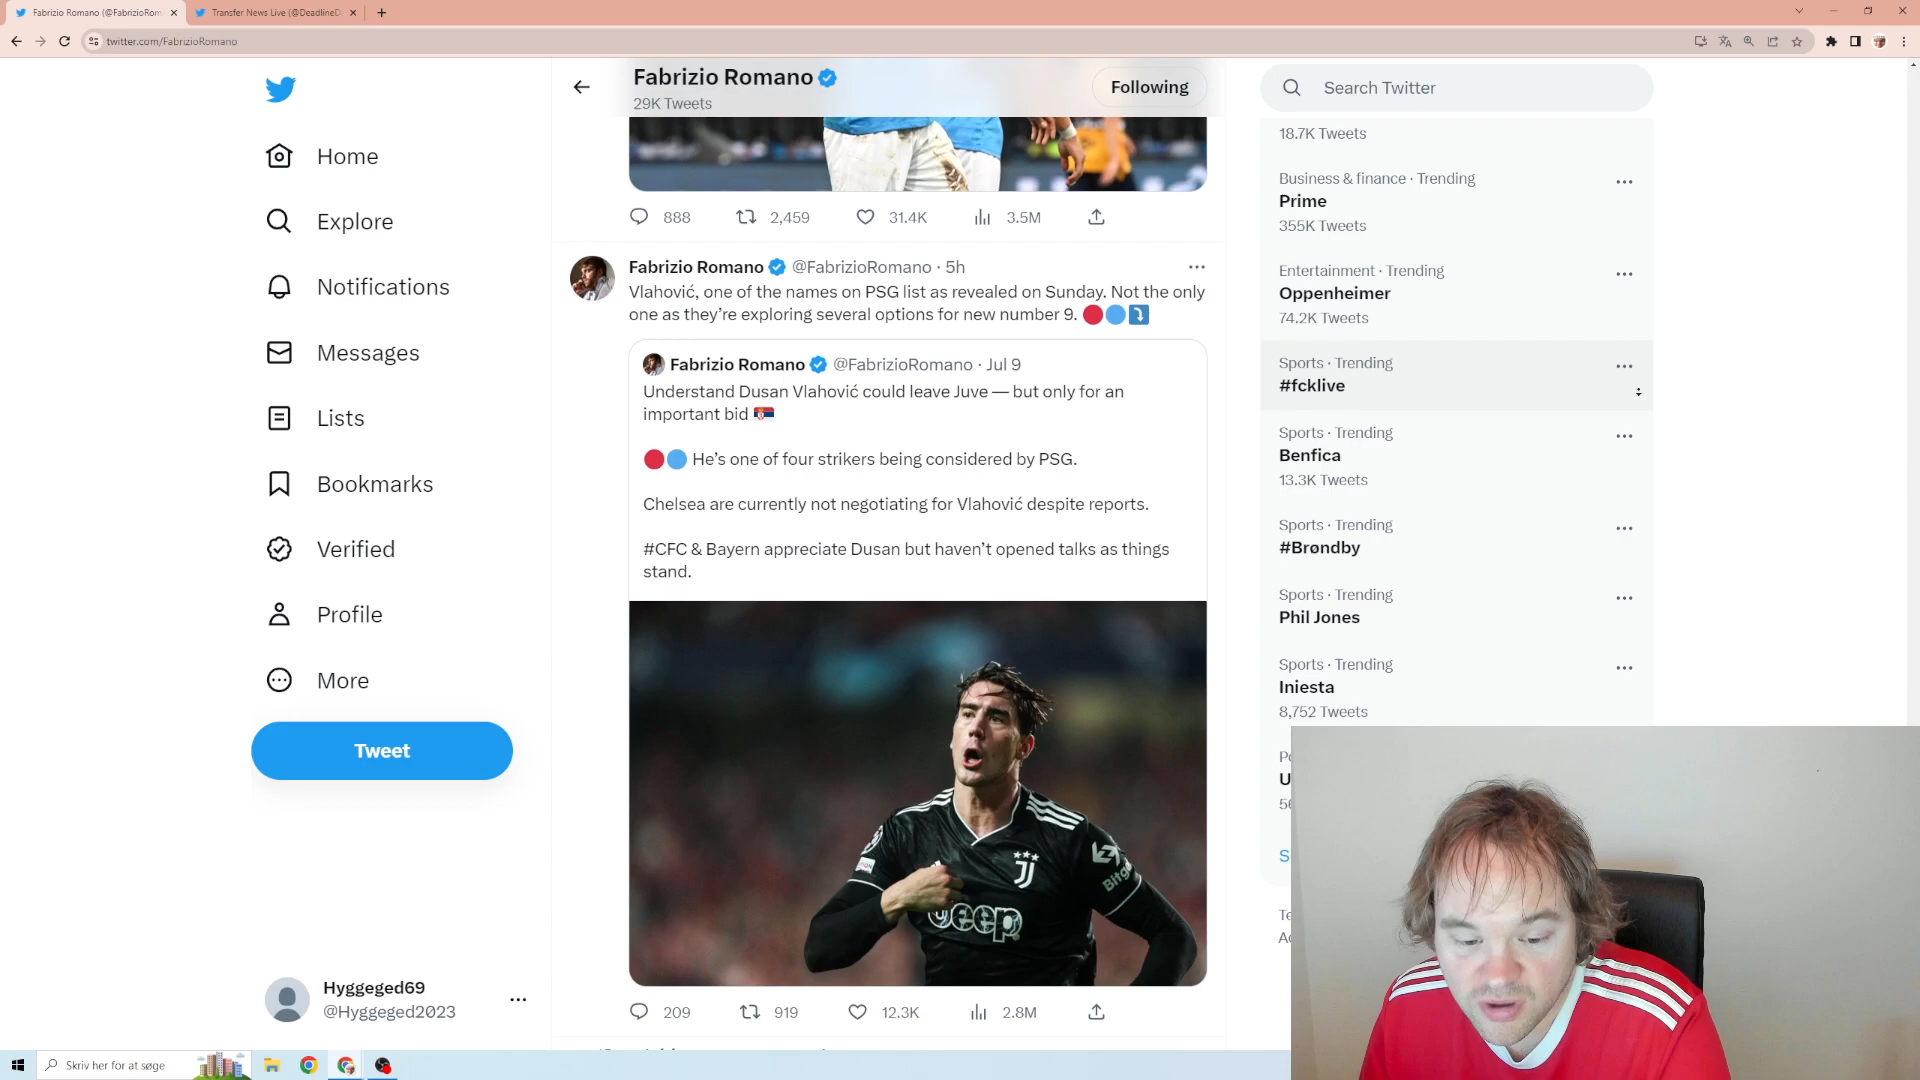 Fabrizio Romano (@FabrizioRom
Transfer News Live (@DeadlineD
twitter.com/FabrizioRomano
Home
Explore
Notifications
Messages
Lists
Bookmarks
Verified
Profile
More
Tweet
Hyggeged69
@Hyggeged2023
Fabrizio Romano
29K Tweets
Following
888 2,459 31.4K 3.5M
Fabrizio Romano @FabrizioRomano · 5h
Vlahović, one of the names on PSG list as revealed on Sunday. Not the only
one as they’re exploring several options for new number 9. 🔴🔵⤵️
Fabrizio Romano @FabrizioRomano · Jul 9
Understand Dusan Vlahović could leave Juve — but only for an
important bid 🇷🇸
🔴🔵 He’s one of four strikers being considered by PSG.
Chelsea are currently not negotiating for Vlahović despite reports.
#CFC & Bayern appreciate Dusan but haven’t opened talks as things
stand.
Jeep
Bitg
209 919 12.3K 2.8M
Search Twitter
18.7K Tweets
Business & finance · Trending
Prime
355K Tweets
Entertainment · Trending
Oppenheimer
74.2K Tweets
Sports · Trending
#fcklive
Sports · Trending
Benfica
13.3K Tweets
Sports · Trending
#Brøndby
Sports · Trending
Phil Jones
Sports · Trending
Iniesta
8,752 Tweets
Skriv her for at søge